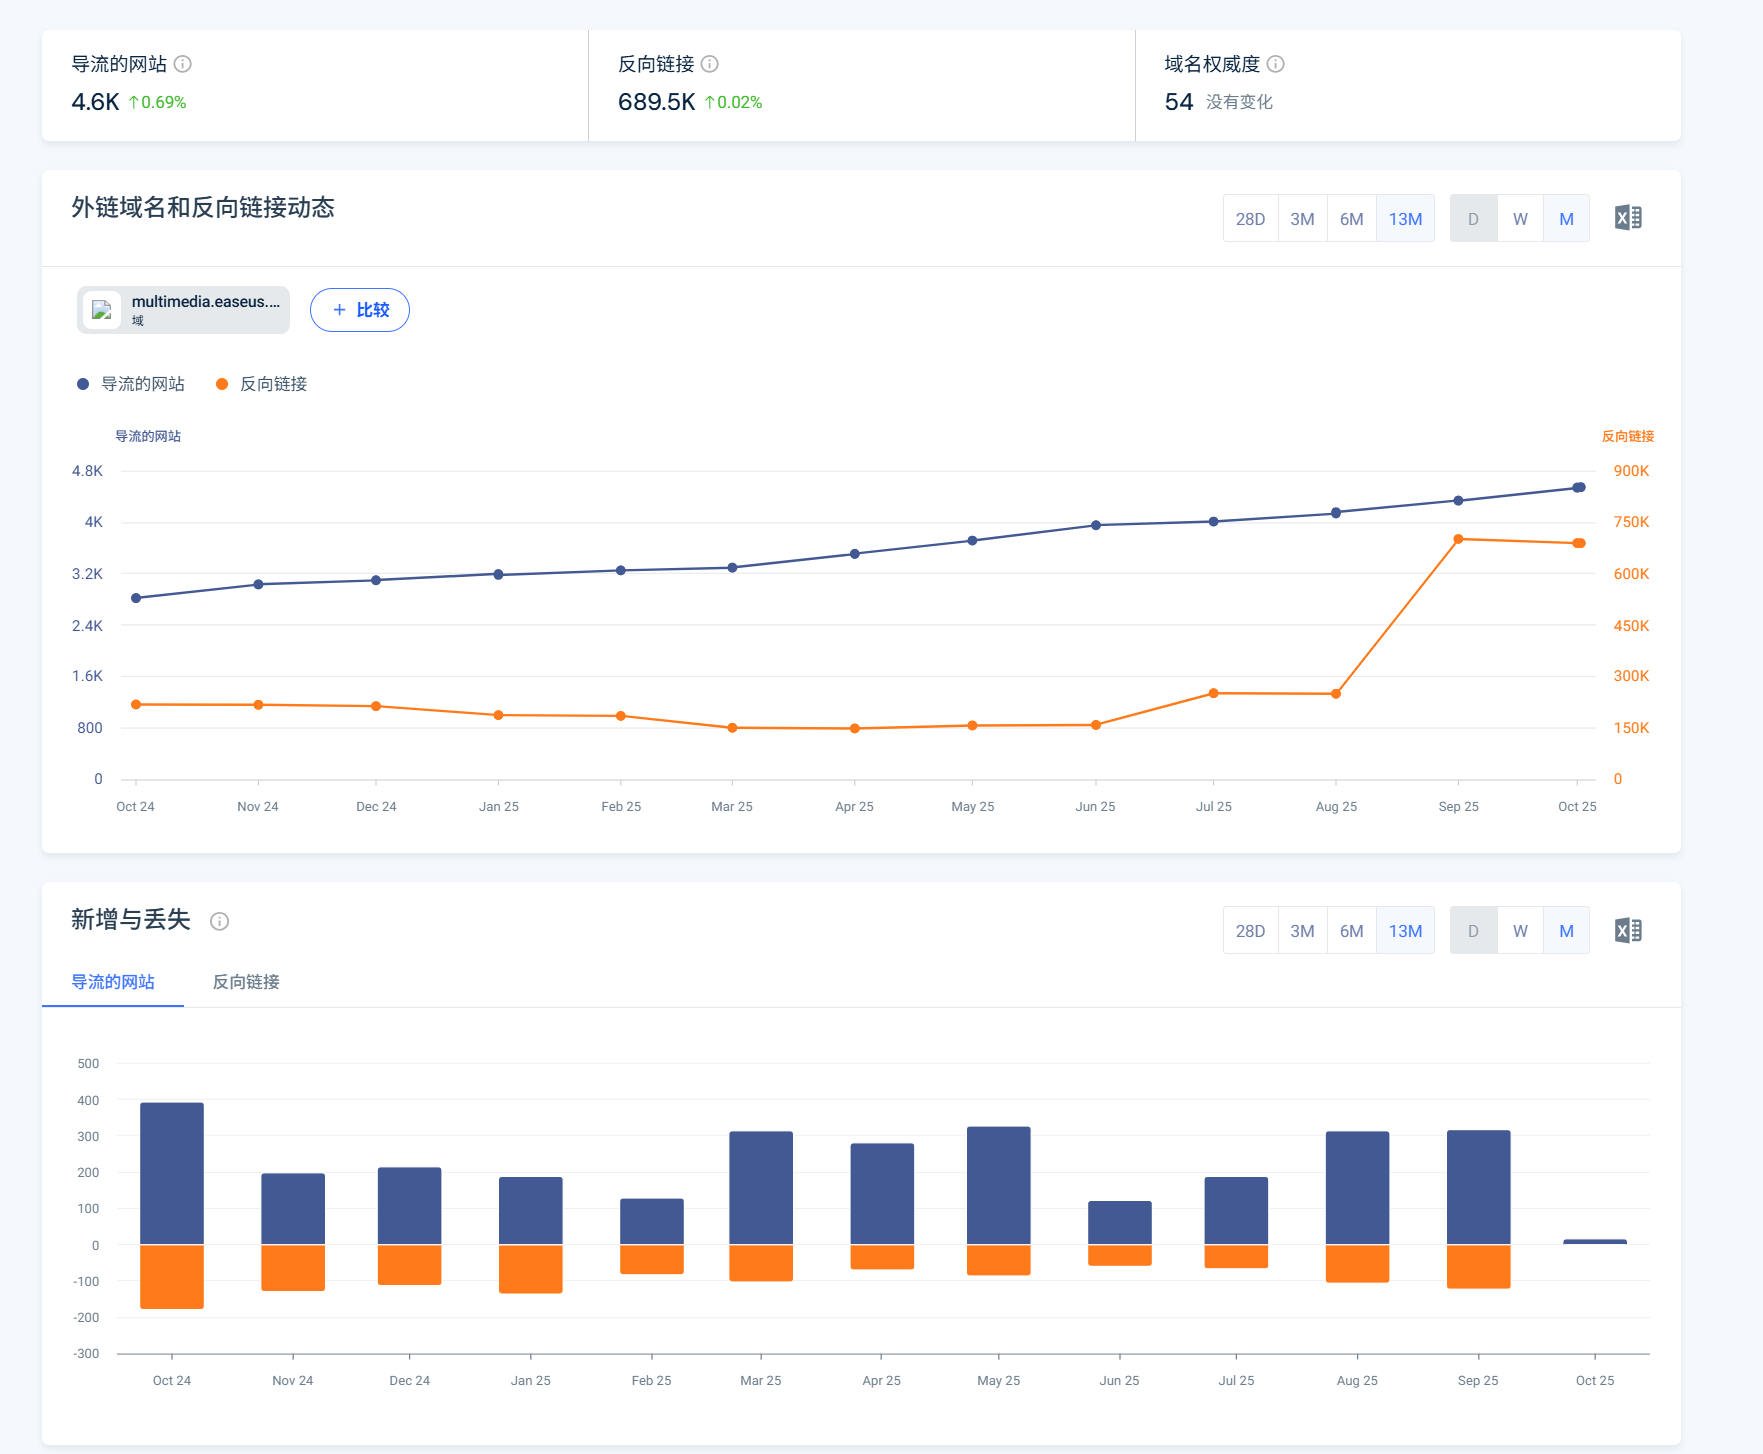 导流的网站
4.6K ↑0.69%
反向链接
689.5K ↑0.02%
域名权威度
54 没有变化
外链域名和反向链接动态
28D 3M 6M 13M D W M
multimedia.easeus....
域
+ 比较
导流的网站 反向链接
导流的网站 反向链接
4.8K 900K
4K 750K
3.2K 600K
2.4K 450K
1.6K 300K
800 150K
0 0
Oct 24 Nov 24 Dec 24 Jan 25 Feb 25 Mar 25 Apr 25 May 25 Jun 25 Jul 25 Aug 25 Sep 25 Oct 25
新增与丢失
28D 3M 6M 13M D W M
导流的网站 反向链接
500
400
300
200
100
0
-100
-200
-300
Oct 24 Nov 24 Dec 24 Jan 25 Feb 25 Mar 25 Apr 25 May 25 Jun 25 Jul 25 Aug 25 Sep 25 Oct 25